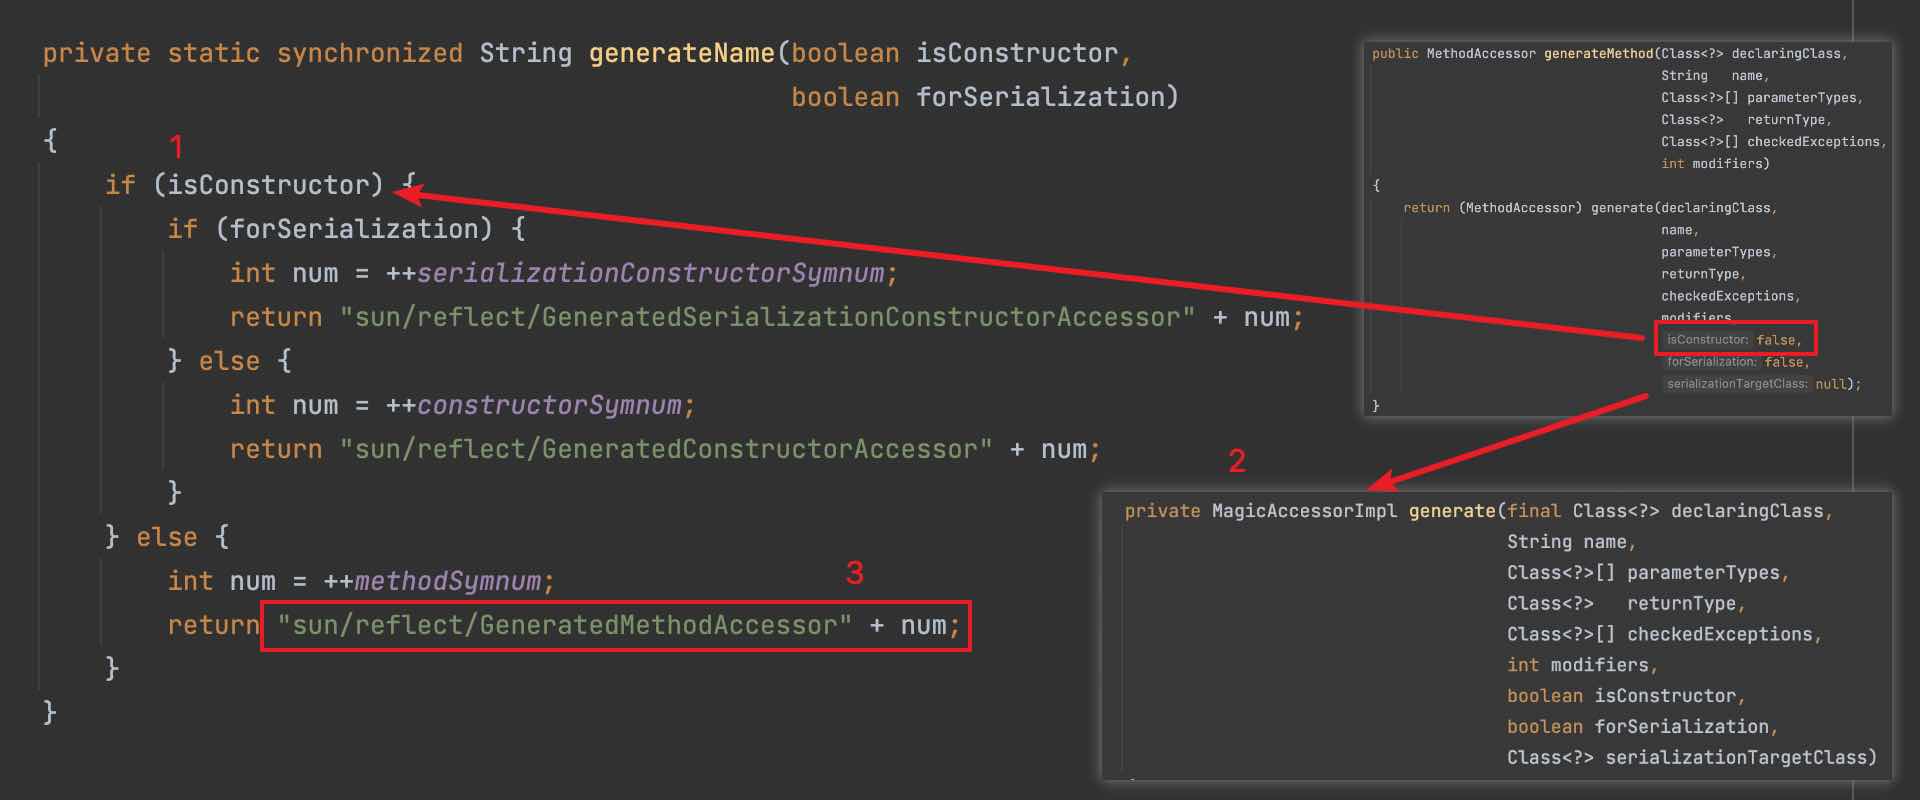 private static synchronized String generateName(boolean isConstructor,
boolean forSerialization)
{
1
if (isConstructor) {
if (forSerialization) {
int num = ++serializationConstructorSymnum;
return "sun/reflect/GeneratedSerializationConstructorAccessor" + num;
} else {
int num = ++constructorSymnum;
return "sun/reflect/GeneratedConstructorAccessor" + num;
}
} else {
int num = ++methodSymnum;
3
return "sun/reflect/GeneratedMethodAccessor" + num;
}
}
public MethodAccessor generateMethod(Class<?> declaringClass,
String name,
Class<?>[] parameterTypes,
Class<?> returnType,
Class<?>[] checkedExceptions,
int modifiers)
{
return (MethodAccessor) generate(declaringClass,
name,
parameterTypes,
returnType,
checkedExceptions,
modifiers,
isConstructor: false,
forSerialization: false,
serializationTargetClass: null);
}
2
private MagicAccessorImpl generate(final Class<?> declaringClass,
String name,
Class<?>[] parameterTypes,
Class<?> returnType,
Class<?>[] checkedExceptions,
int modifiers,
boolean isConstructor,
boolean forSerialization,
Class<?> serializationTargetClass)